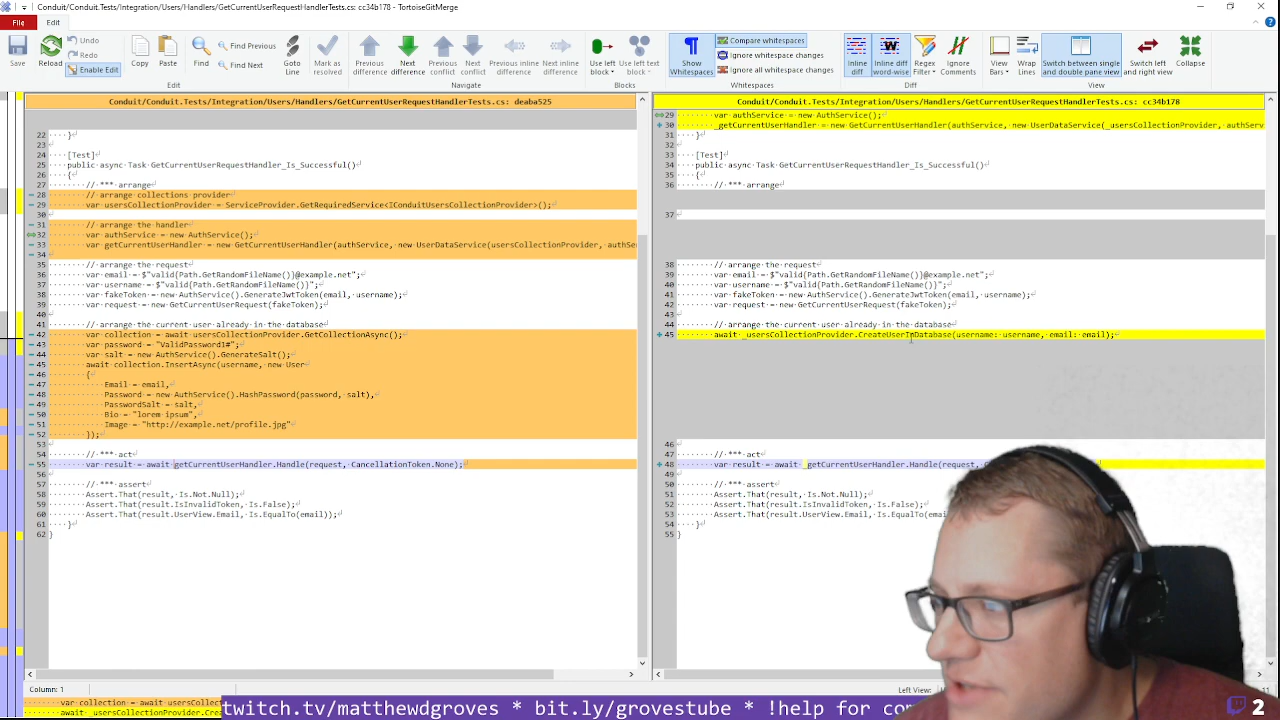 Conduit/Conduit.Tests/Integration/Users/Handlers/GetCurrentUserRequestHandlerTests.cs: cc34b178 - TortoiseGitMerge
File
Edit
Save
Reload
Undo
Redo
Enable Edit
Copy
Paste
Find
Find Previous
Find Next
Goto Line
Mark as resolved
Previous difference
Next difference
Previous conflict
Next conflict
Previous inline difference
Next inline difference
Use left block
Use left text block
Show Whitespaces
Compare whitespaces
Ignore whitespace changes
Ignore all whitespace changes
Inline diff
Inline diff word-wise
Regex Filter
Ignore Comments
View Bars
Wrap Lines
Switch between single and double pane view
Switch left and right view
Collapse
Edit
Navigate
Blocks
Whitespaces
Diff
View
Conduit/Conduit.Tests/Integration/Users/Handlers/GetCurrentUserRequestHandlerTests.cs: deaba525
22 }
23
24 [Test]
25 public async Task GetCurrentUserRequestHandler_Is_Successful()
26 {
27 // *** arrange
28 // arrange collections provider
29 var usersCollectionProvider = ServiceProvider.GetRequiredService<IConduitUsersCollectionProvider>();
30
31 // arrange the handler
32 var authService = new AuthService();
33 var getCurrentUserHandler = new GetCurrentUserHandler(authService, new UserDataService(usersCollectionProvider, authSe
34
35 // arrange the request
36 var email = $"valid{Path.GetRandomFileName()}@example.net";
37 var username = $"valid{Path.GetRandomFileName()}";
38 var fakeToken = new AuthService().GenerateJwtToken(email, username);
39 var request = new GetCurrentUserRequest(fakeToken);
40
41 // arrange the current user already in the database
42 var collection = await usersCollectionProvider.GetCollectionAsync();
43 var password = "ValidPassword1#";
44 var salt = new AuthService().GenerateSalt();
45 await collection.InsertAsync(username, new User
46 {
47 Email = email,
48 Password = new AuthService().HashPassword(password, salt),
49 PasswordSalt = salt,
50 Bio = "lorem ipsum",
51 Image = "http://example.net/profile.jpg"
52 });
53
54 // *** act
55 var result = await getCurrentUserHandler.Handle(request, CancellationToken.None);
56
57 // *** assert
58 Assert.That(result, Is.Not.Null);
59 Assert.That(result.IsInvalidToken, Is.False);
60 Assert.That(result.UserView.Email, Is.EqualTo(email));
61 }
62 }
Conduit/Conduit.Tests/Integration/Users/Handlers/GetCurrentUserRequestHandlerTests.cs: cc34b178
29 var authService = new AuthService();
30 _getCurrentUserHandler = new GetCurrentUserHandler(authService, new UserDataService(_usersCollectionProvider, authServ
31 }
32
33 [Test]
34 public async Task GetCurrentUserRequestHandler_Is_Successful()
35 {
36 // *** arrange
37
38 // arrange the request
39 var email = $"valid{Path.GetRandomFileName()}@example.net";
40 var username = $"valid{Path.GetRandomFileName()}";
41 var fakeToken = new AuthService().GenerateJwtToken(email, username);
42 var request = new GetCurrentUserRequest(fakeToken);
43
44 // arrange the current user already in the database
45 await _usersCollectionProvider.CreateUserInDatabase(username: username, email: email);
46
47 // *** act
48 var result = await _getCurrentUserHandler.Handle(request,
49
50 // *** assert
51 Assert.That(result, Is.Not.Null);
52 Assert.That(result.IsInvalidToken, Is.False);
53 Assert.That(result.UserView.Email, Is.EqualTo(
54 }
55 }
Column: 1
Left View:
var collection = await usersCollect
await _usersCollectionProvider.Crea
twitch.tv/matthewdgroves * bit.ly/grovestube * !help for com
2